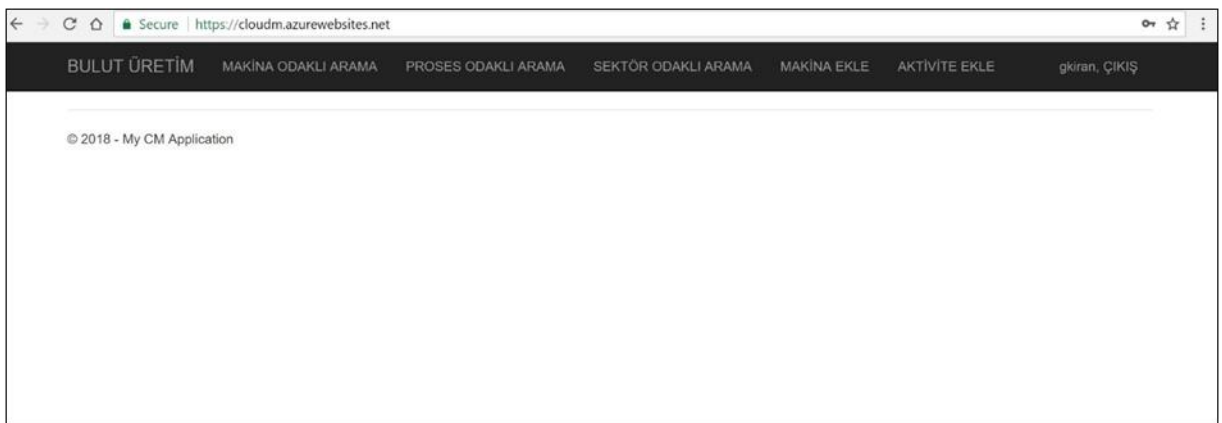 Secure https://cloudm.azurewebsites.net
BULUT ÜRETİM MAKİNA ODAKLI ARAMA PROSES ODAKLI ARAMA SEKTÖR ODAKLI ARAMA MAKİNA EKLE AKTİVİTE EKLE gkiran, ÇIKIŞ
© 2018 - My CM Application